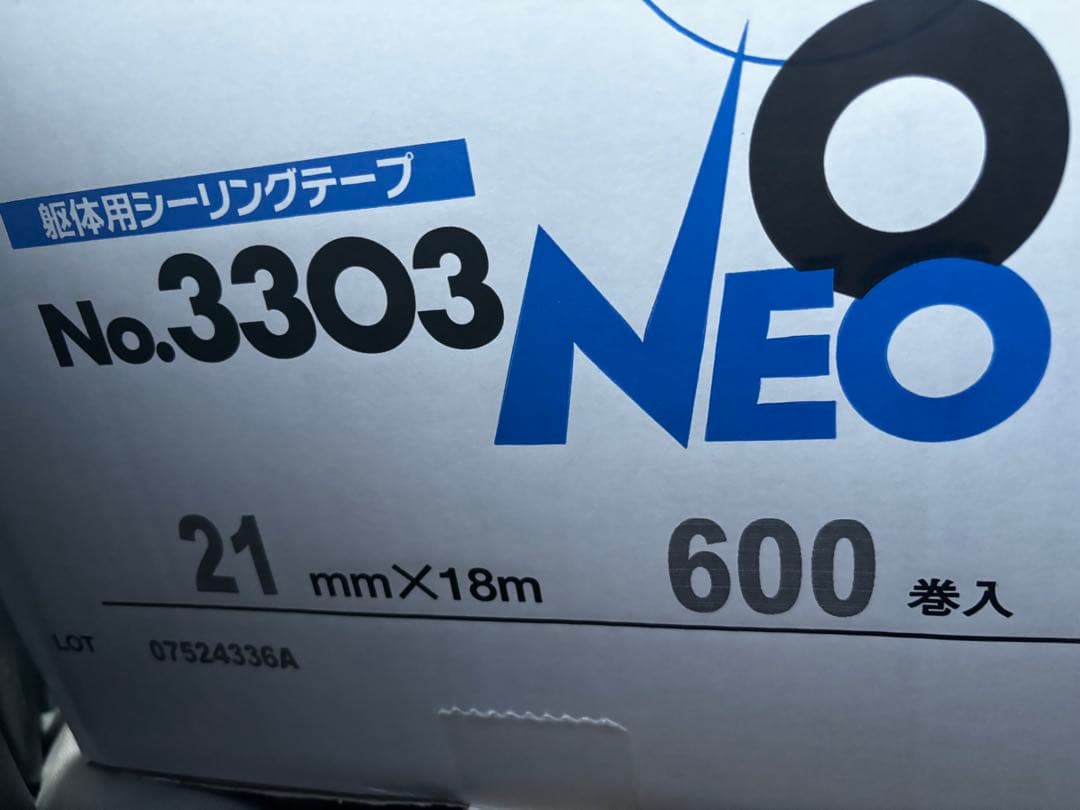 躯体用シーリングテープ
No.3303 NEO
21 mm×18m 600 巻入
LOT 07524336A